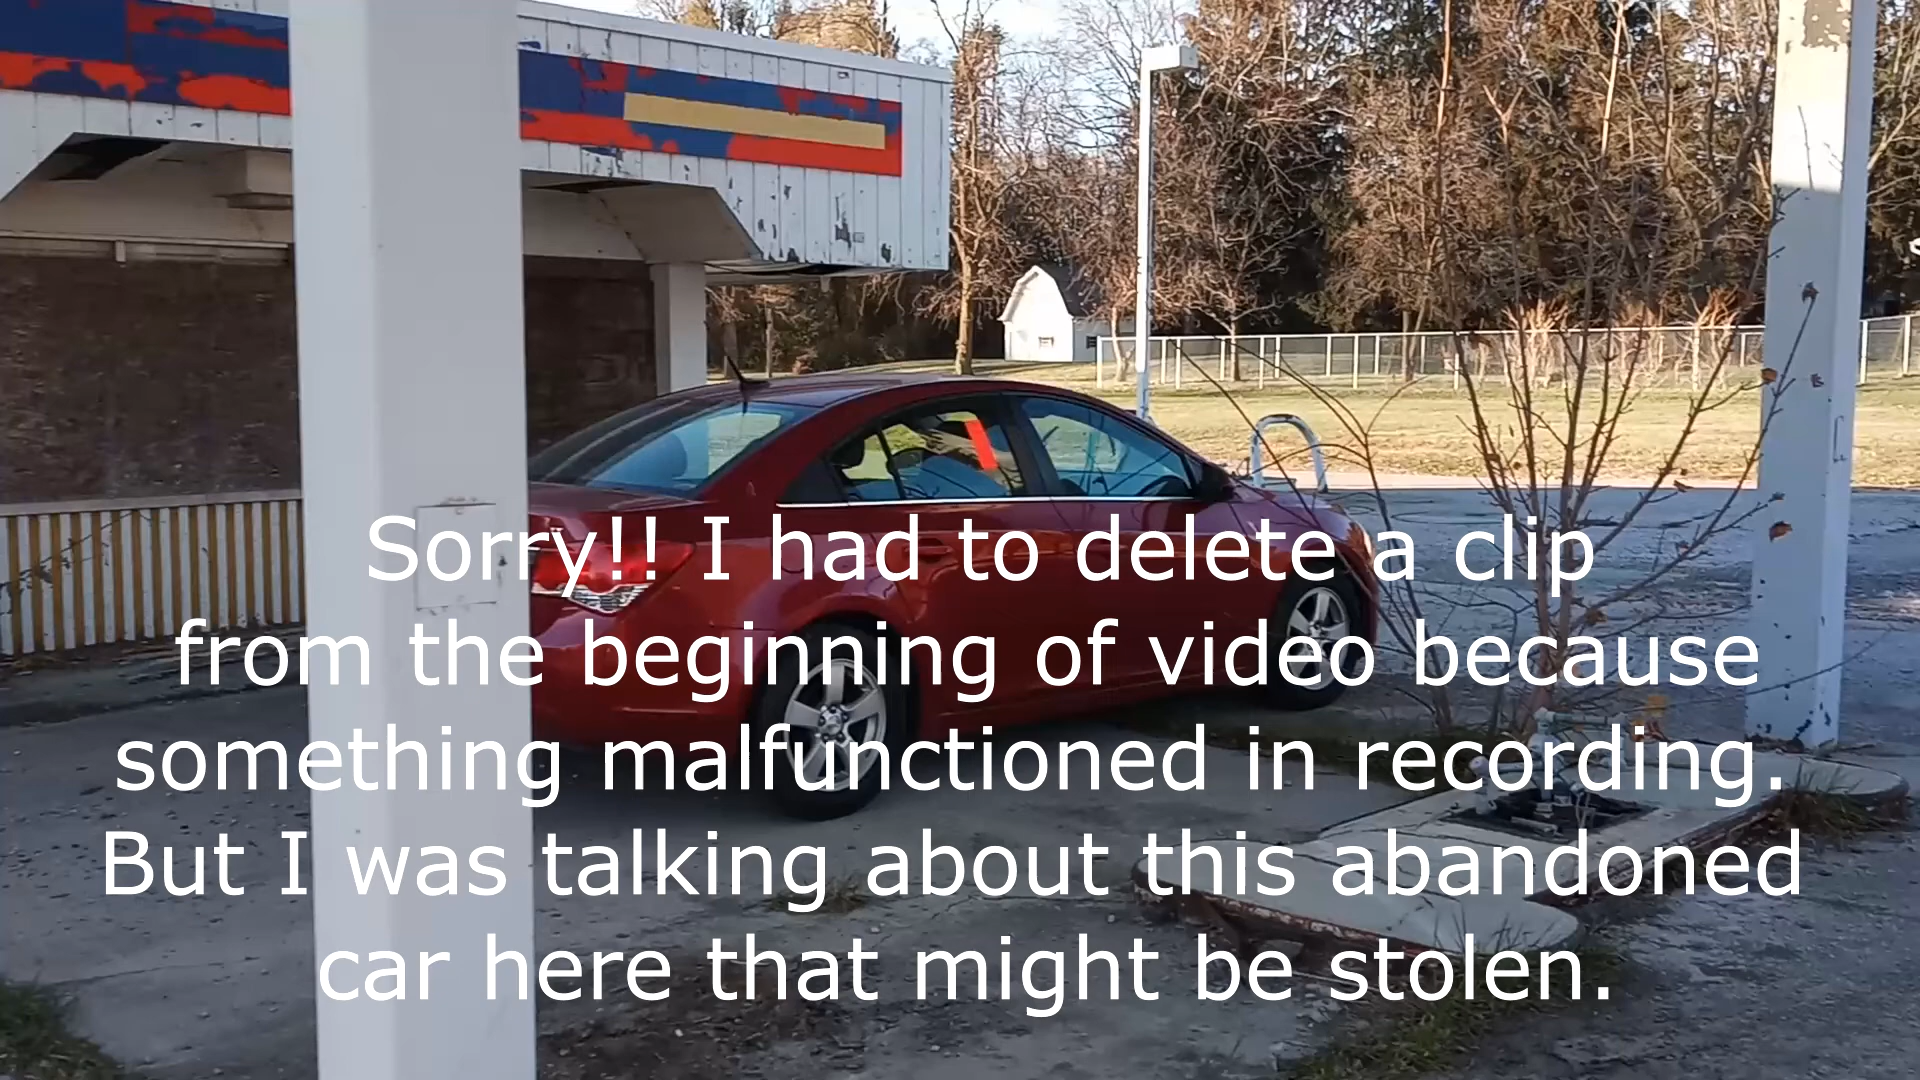 Sorry!! I had to delete a clip
from the beginning of video because
something malfunctioned in recording.
But I was talking about this abandoned
car here that might be stolen.